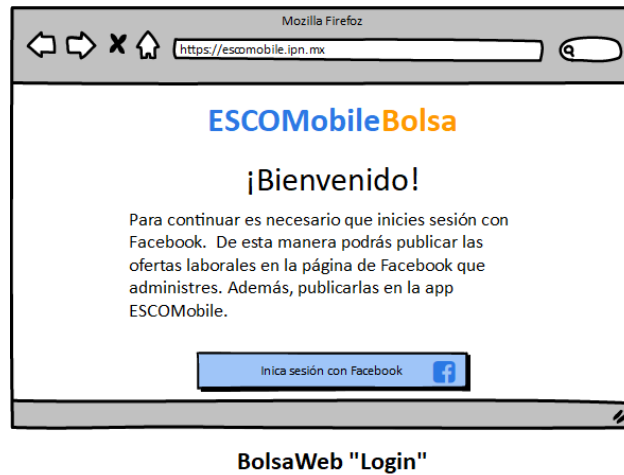 Mozilla Firefoz
https://escomobile.ipn.mx
ESCOMobileBolsa
¡Bienvenido!
Para continuar es necesario que inicies sesión con
Facebook. De esta manera podrás publicar las
ofertas laborales en la página de Facebook que
administres. Además, publicarlas en la app
ESCOMobile.
Inica sesión con Facebook
BolsaWeb "Login"